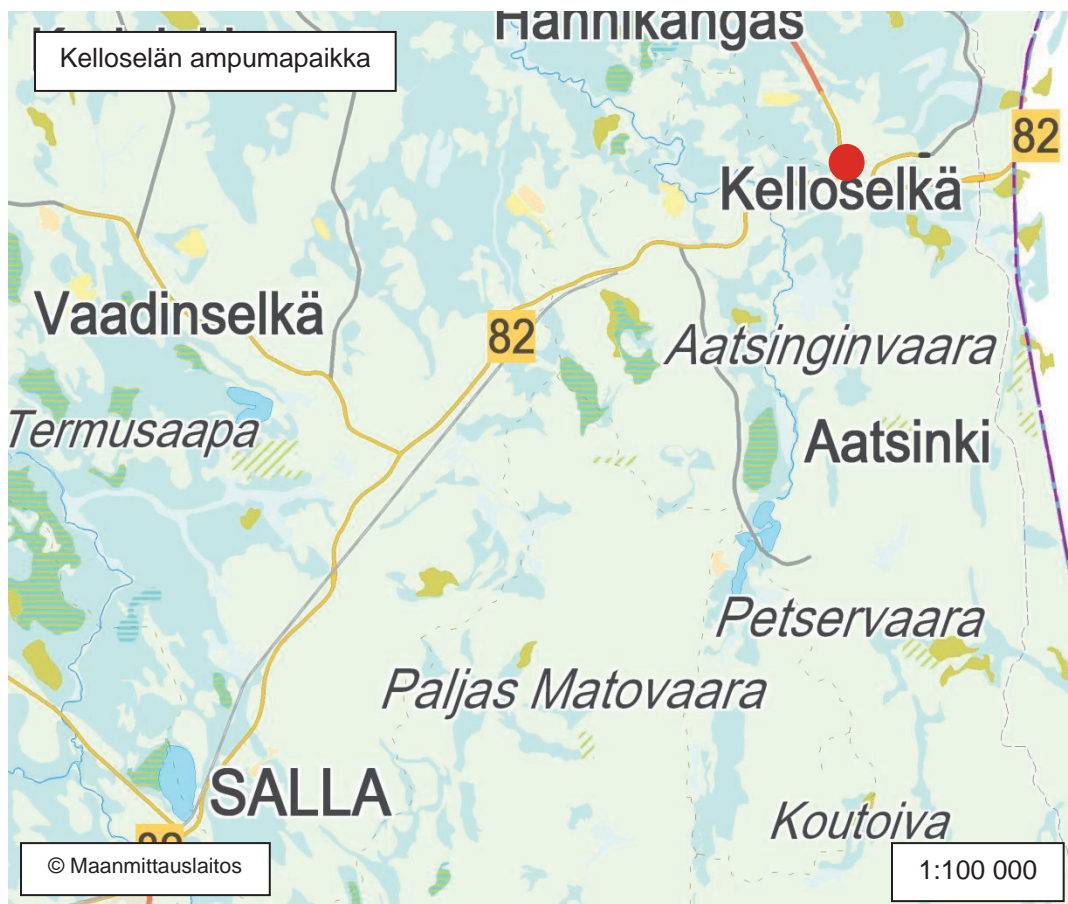 Hannikangas
Kelloselän ampumapaikka
82
Kelloselkä
Vaadinselkä
82
Aatsinginvaara
Termusaapa
Aatsinki
Petservaara
Paljas Matovaara
SALLA
Koutoiva
© Maanmittauslaitos
1:100 000